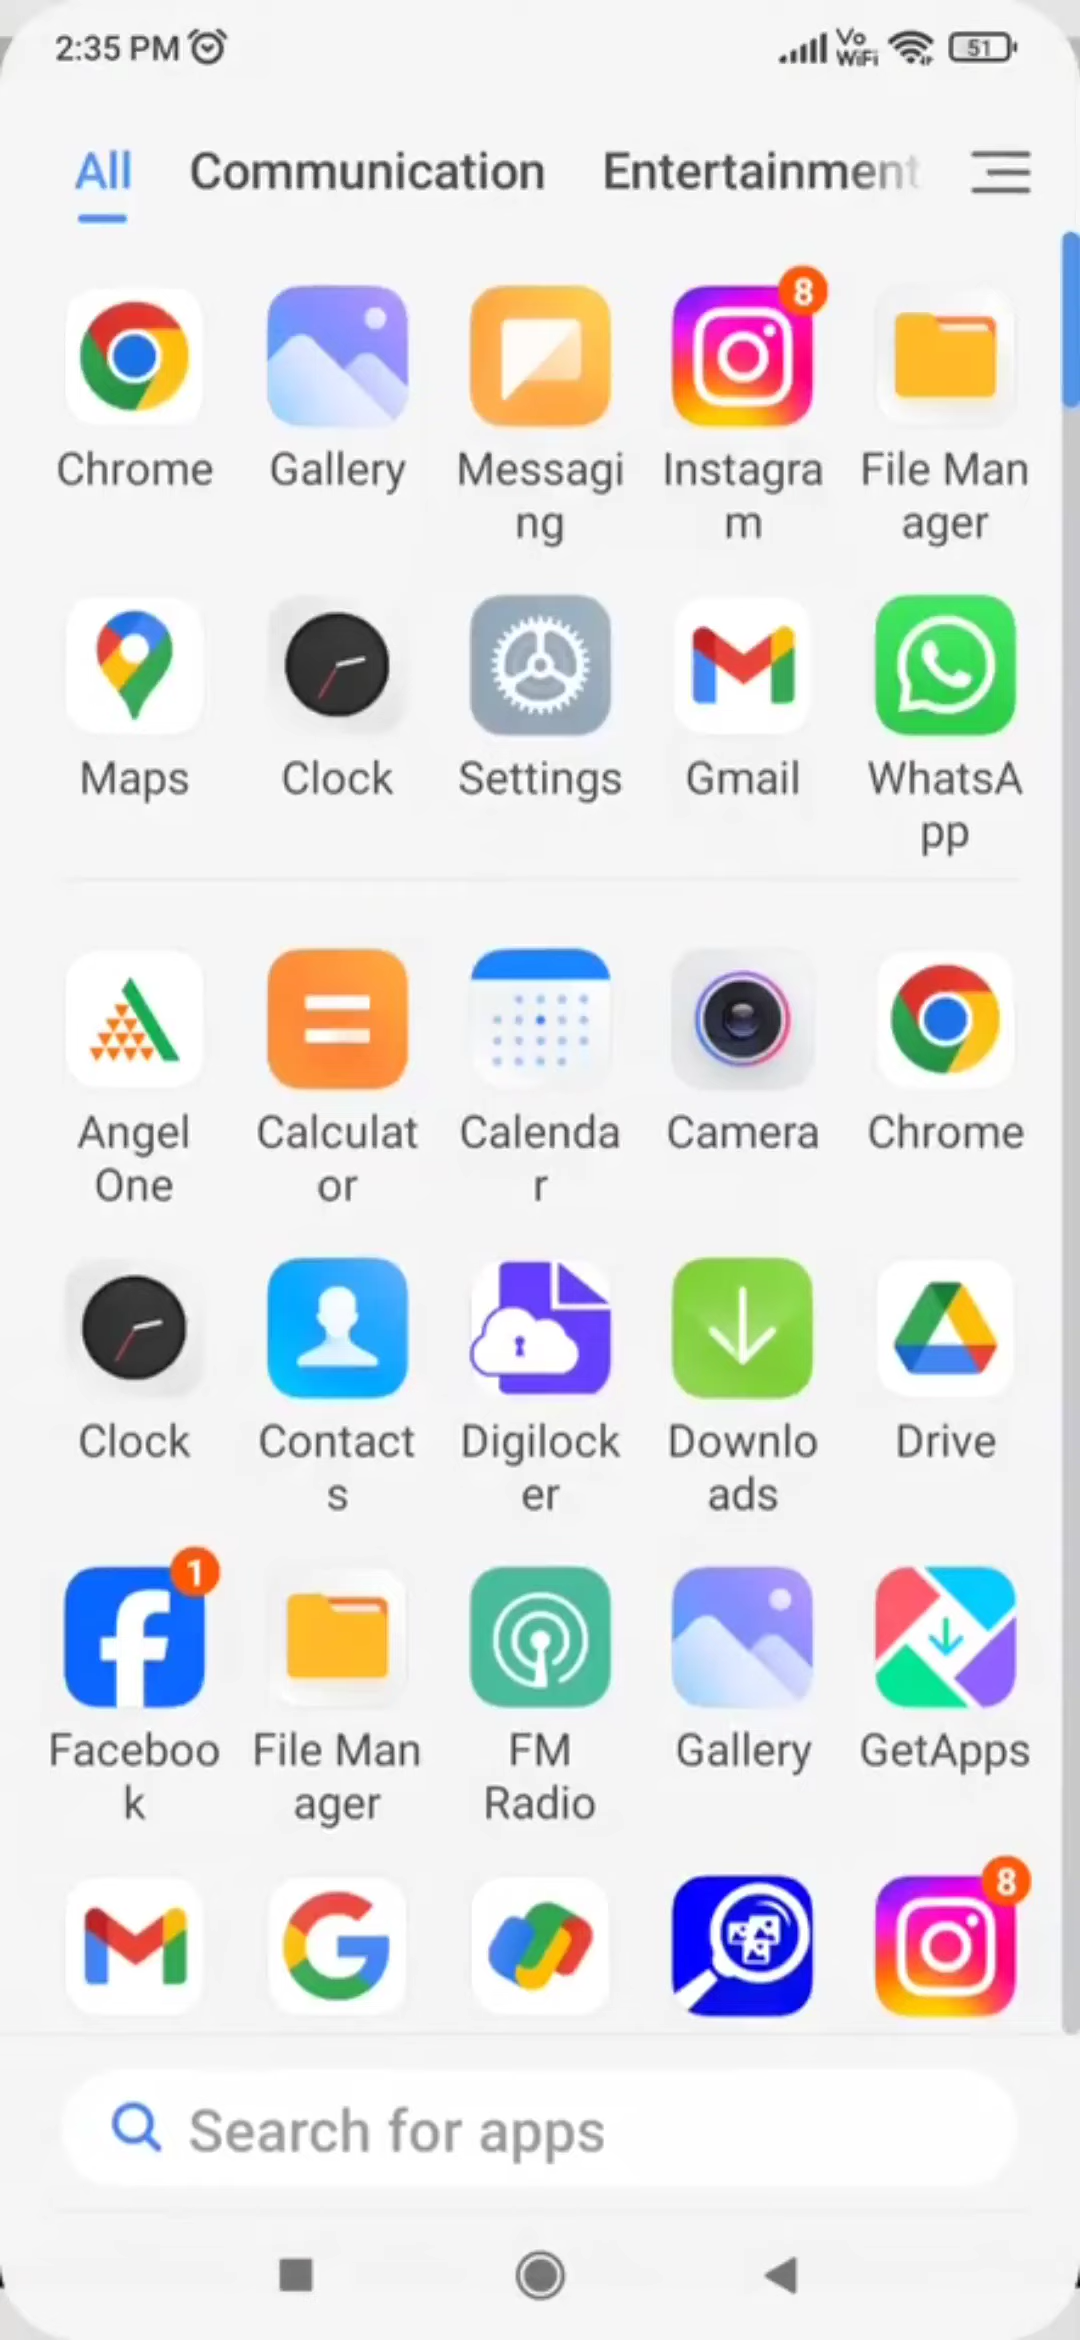 2:35 PM Vo WiFi 51
All Communication Entertainment
8
Chrome Gallery Messagi Instagra File Man
ng m ager
Maps Clock Settings Gmail WhatsA
pp
Angel Calculat Calenda Camera Chrome
One or r
Clock Contact Digilock Downlo Drive
s er ads
1
Faceboo File Man FM Gallery GetApps
k ager Radio
8
Search for apps